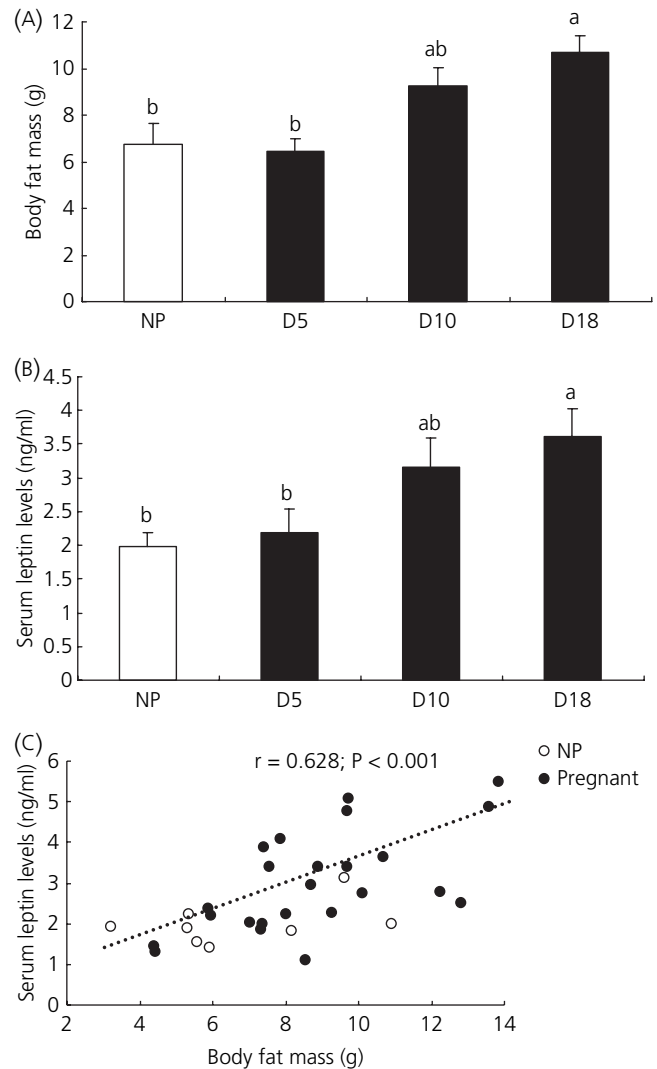 (A)
12
10
8
6
4
2
0
Body fat mass (g)
b
b
ab
a
NP D5 D10 D18
(B)
4.5
4
3.5
3
2.5
2
1.5
1
0.5
0
Serum leptin levels (ng/ml)
b
b
ab
a
NP D5 D10 D18
(C)
r = 0.628; P < 0.001
NP
Pregnant
6
5
4
3
2
1
0
Serum leptin levels (ng/ml)
2 4 6 8 10 12 14
Body fat mass (g)